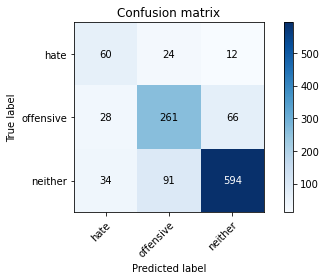 Confusion matrix
True label
hate
60
24
12
offensive
28
261
66
neither
34
91
594
hate
offensive
neither
Predicted label
500
400
300
200
100